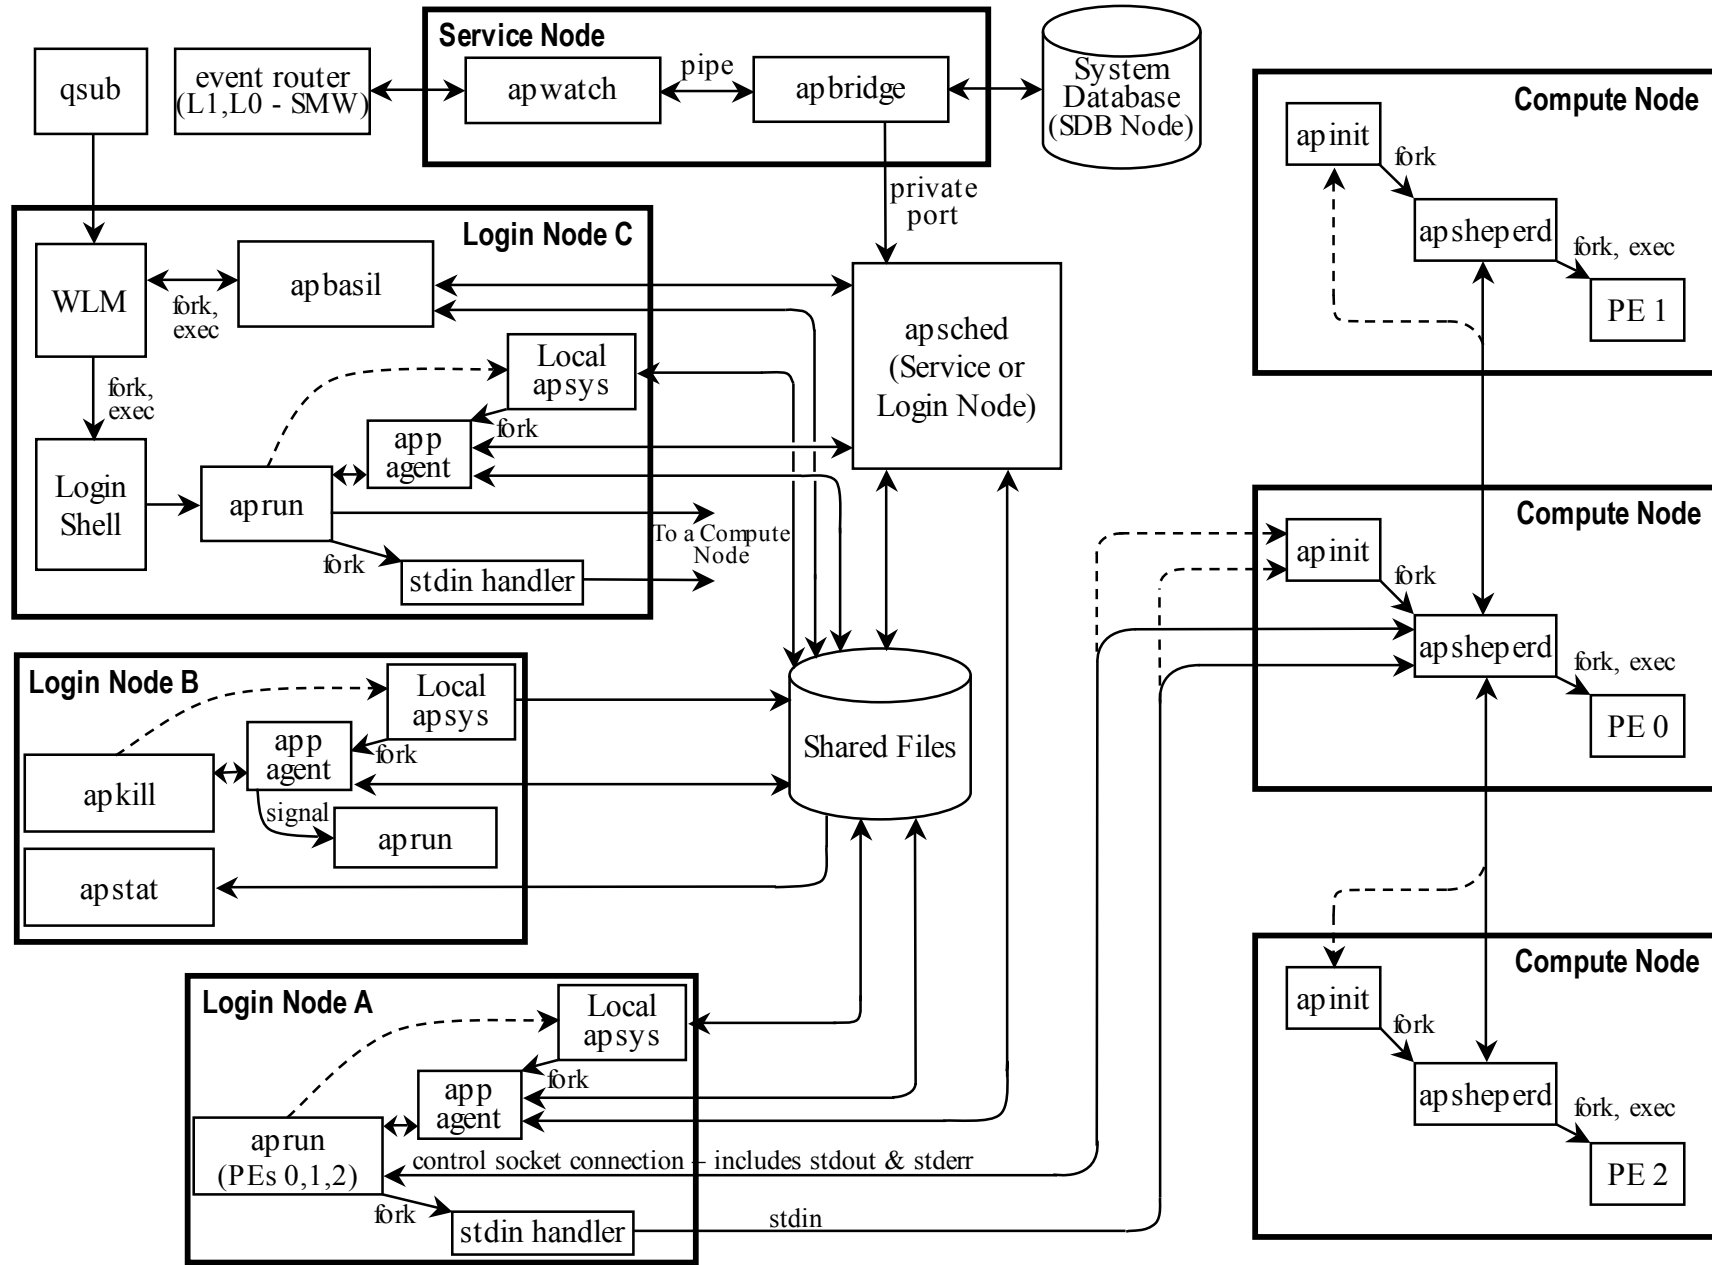 Service Node
qsub
event router
(L1,L0 - SMW)
apwatch
pipe
apbridge
System
Database
(SDB Node)
private
port
Login Node C
WLM
fork,
exec
apbasil
fork,
exec
Login
Shell
aprun
Local
apsys
fork
app
agent
fork
stdin handler
To a Compute
Node
apsched
(Service or
Login Node)
Login Node B
Local
apsys
fork
app
agent
apkill
signal
aprun
apstat
Shared Files
Login Node A
Local
apsys
fork
app
agent
aprun
(PEs 0,1,2)
control socket connection – includes stdout & stderr
fork
stdin handler
stdin
Compute Node
apinit
fork
apsheperd
fork, exec
PE 1
Compute Node
apinit
fork
apsheperd
fork, exec
PE 0
Compute Node
apinit
fork
apsheperd
fork, exec
PE 2